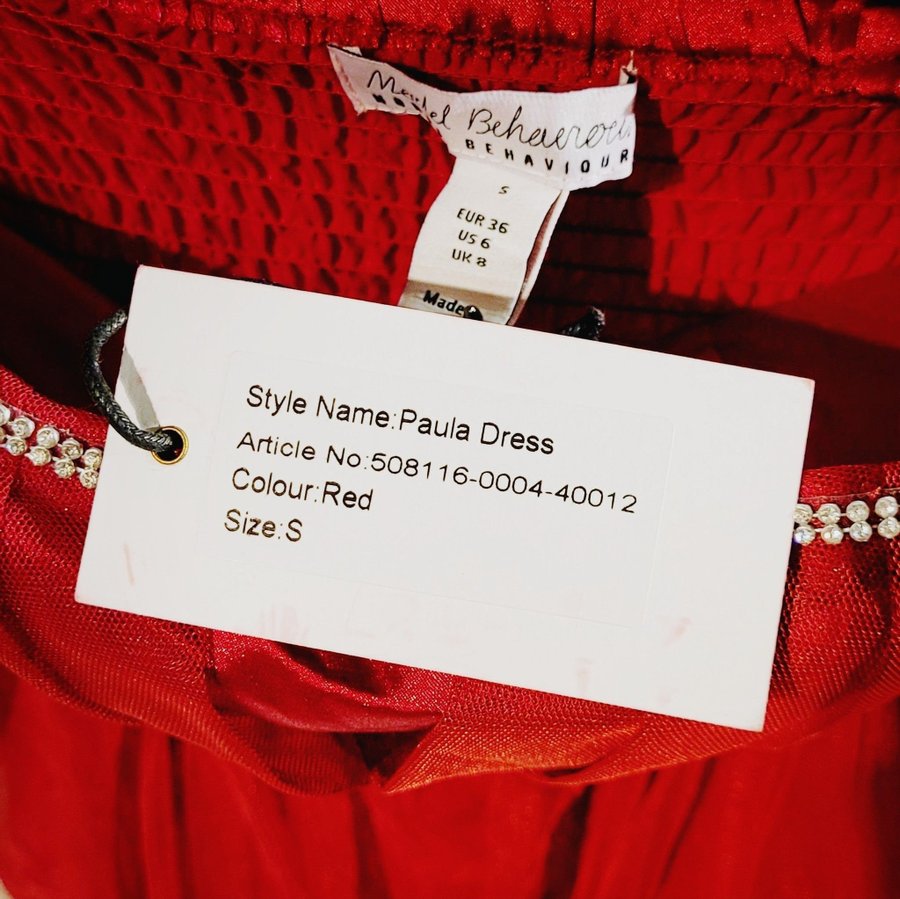 Model Behaviour
BEHAVIOUR
S
EUR 36
US 6
UK 8
Made
Style Name:Paula Dress
Article No:508116-0004-40012
Colour:Red
Size:S